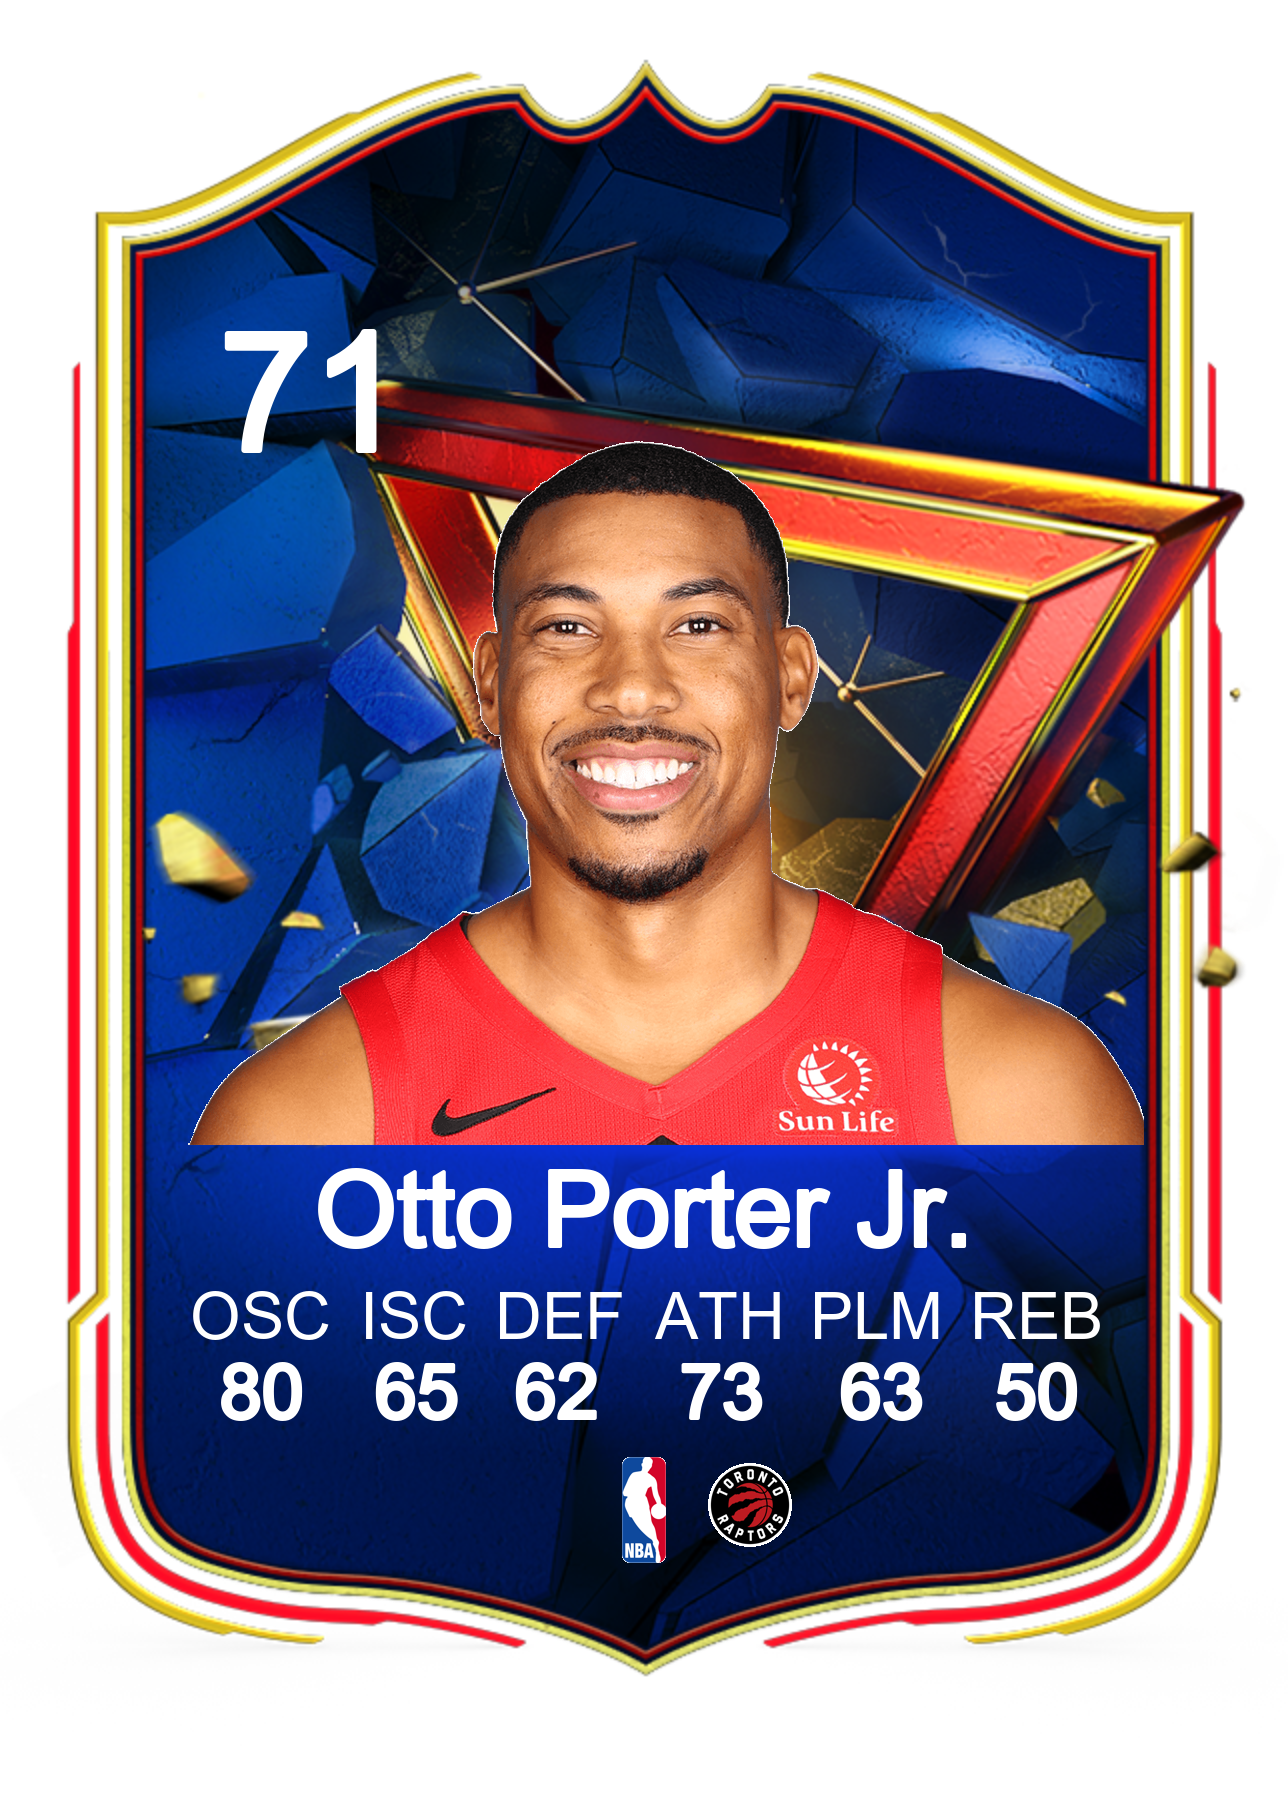 71
Sun Life
Otto Porter Jr.
OSC ISC DEF ATH PLM REB
80 65 62 73 63 50
NBA
TORONTO
RAPTORS